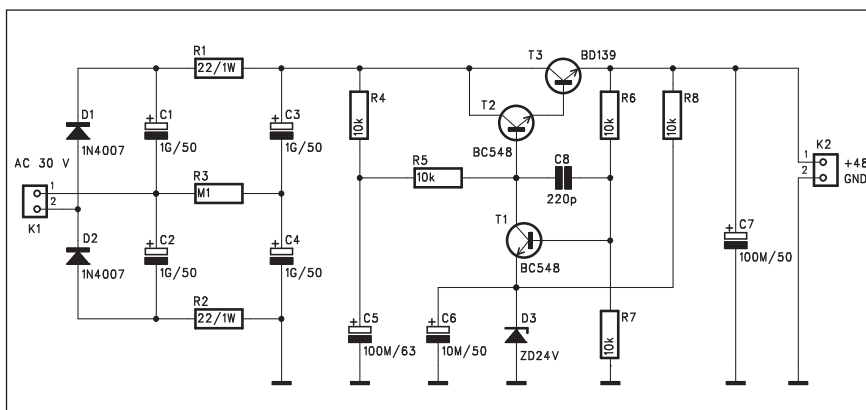 AC 30 V
1
2
K1
D1
1N4007
D2
1N4007
C1
1G/50
C2
1G/50
R1
22/1W
R3
M1
R2
22/1W
C3
1G/50
C4
1G/50
R4
10k
R5
10k
C5
100M/63
C6
10M/50
T3
BD139
T2
BC548
C8
220p
T1
BC548
D3
ZD24V
R6
10k
R7
10k
R8
10k
C7
100M/50
K2
1
2
+48
GND